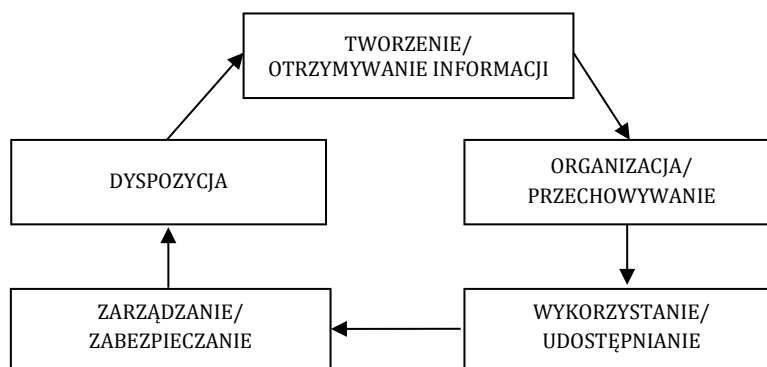 TWORZENIE/
OTRZYMYWANIE INFORMACJI
DYSPOZYCJA
ORGANIZACJA/
PRZECHOWYWANIE
ZARZĄDZANIE/
ZABEZPIECZANIE
WYKORZYSTANIE/
UDOSTĘPNIANIE